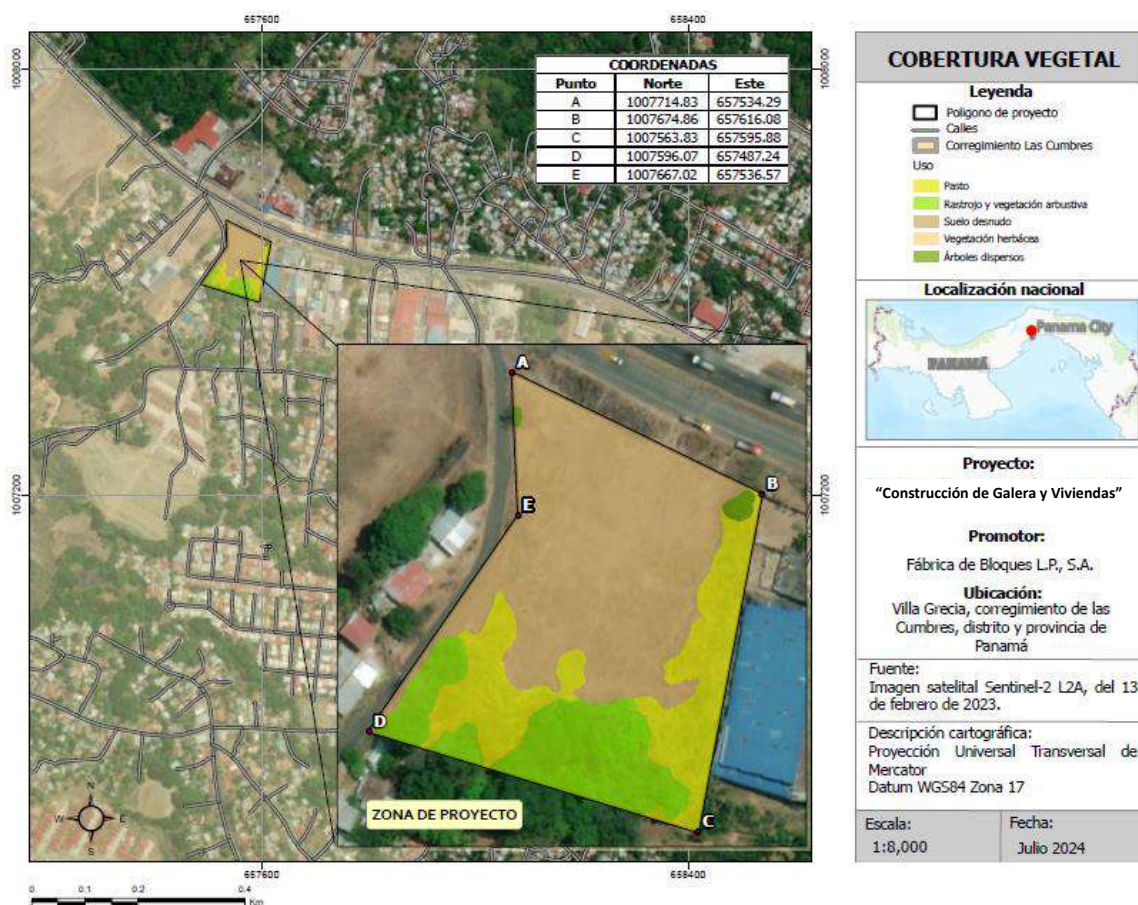 657600
658400
1008000
1008000
COORDENADAS
Punto Norte Este
A 1007714.83 657534.29
B 1007674.86 657616.08
C 1007563.83 657595.88
D 1007596.07 657487.24
E 1007667.02 657536.57
1007200
1007200
A
B
E
D
C
ZONA DE PROYECTO
N
W E
S
657600
658400
0 0.1 0.2 0.4
Km
COBERTURA VEGETAL
Leyenda
Poligono de proyecto
Calles
Corregimiento Las Cumbres
Uso
Pasto
Rastrojo y vegetación arbustiva
Suelo desnudo
Vegetación herbácea
Árboles dispersos
Localización nacional
Panama City
PANAMÁ
Proyecto:
“Construcción de Galera y Viviendas”
Promotor:
Fábrica de Bloques L.P., S.A.
Ubicación:
Villa Grecia, corregimiento de las
Cumbres, distrito y provincia de
Panamá
Fuente:
Imagen satelital Sentinel-2 L2A, del 13
de febrero de 2023.
Descripción cartográfica:
Proyección Universal Transversal de
Mercator
Datum WGS84 Zona 17
Escala:
1:8,000
Fecha:
Julio 2024